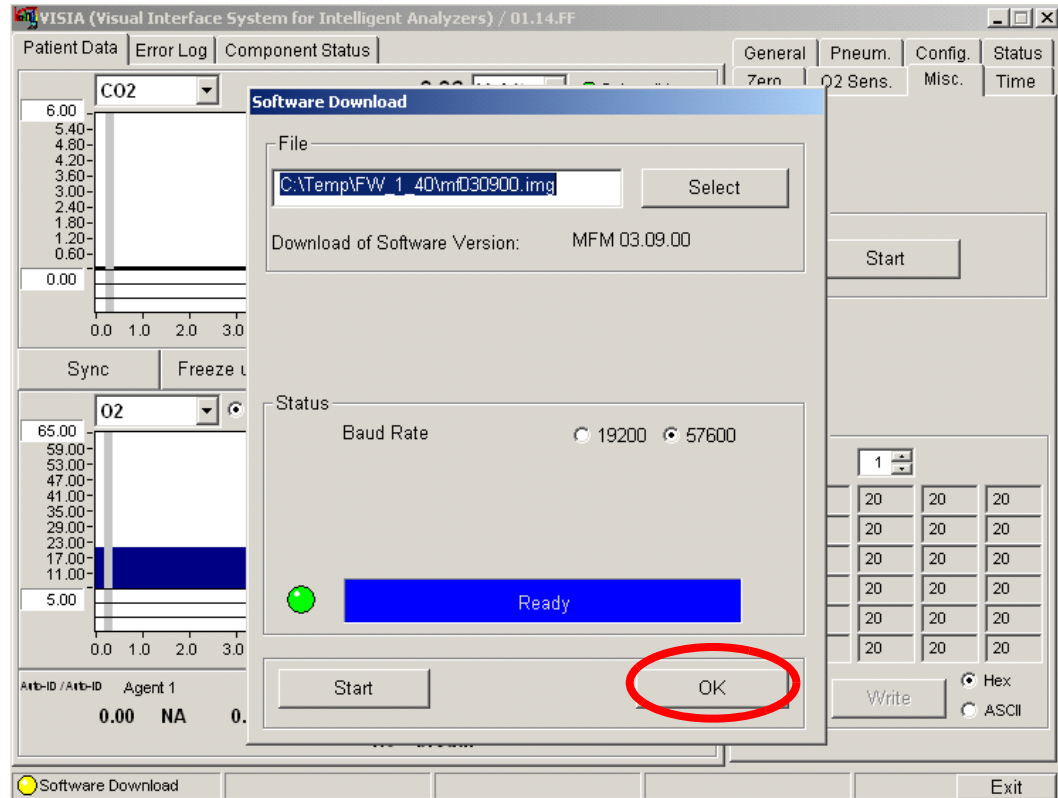 VISIA (Visual Interface System for Intelligent Analyzers) / 01.14.FF
Patient Data Error Log Component Status
General Pneum. Config. Status
Zero O2 Sens. Misc. Time
CO2
6.00
5.40
4.80
4.20
3.60
3.00
2.40
1.80
1.20
0.60
0.00
0.0 1.0 2.0 3.0
Sync Freeze
O2
65.00
59.00
53.00
47.00
41.00
35.00
29.00
23.00
17.00
11.00
5.00
0.0 1.0 2.0 3.0
Auto-ID / Auto-ID Agent 1
0.00 NA 0.
Software Download
File
C:\Temp\FW_1_40\mf030900.img Select
Download of Software Version: MFM 03.09.00
Status
Baud Rate 19200 57600
Ready
Start OK
Start
1
20 20 20
20 20 20
20 20 20
20 20 20
20 20 20
20 20 20
Write Hex
ASCII
Software Download Exit